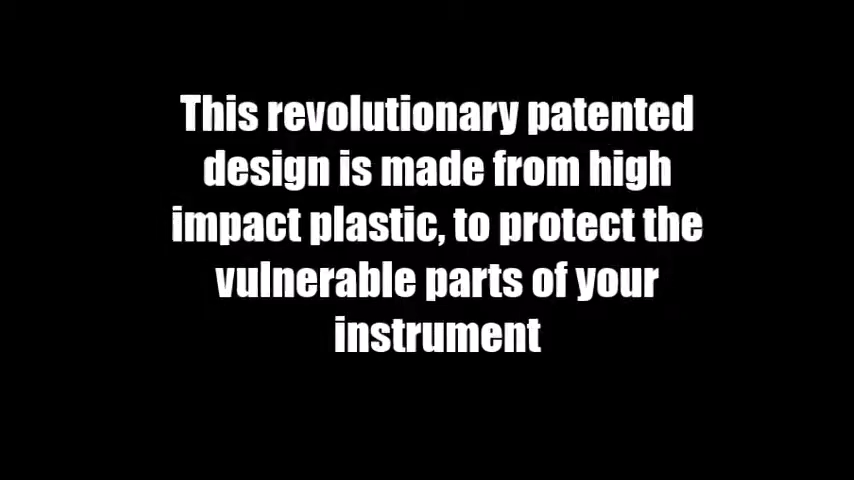 This revolutionary patented
design is made from high
impact plastic, to protect the
vulnerable parts of your
instrument